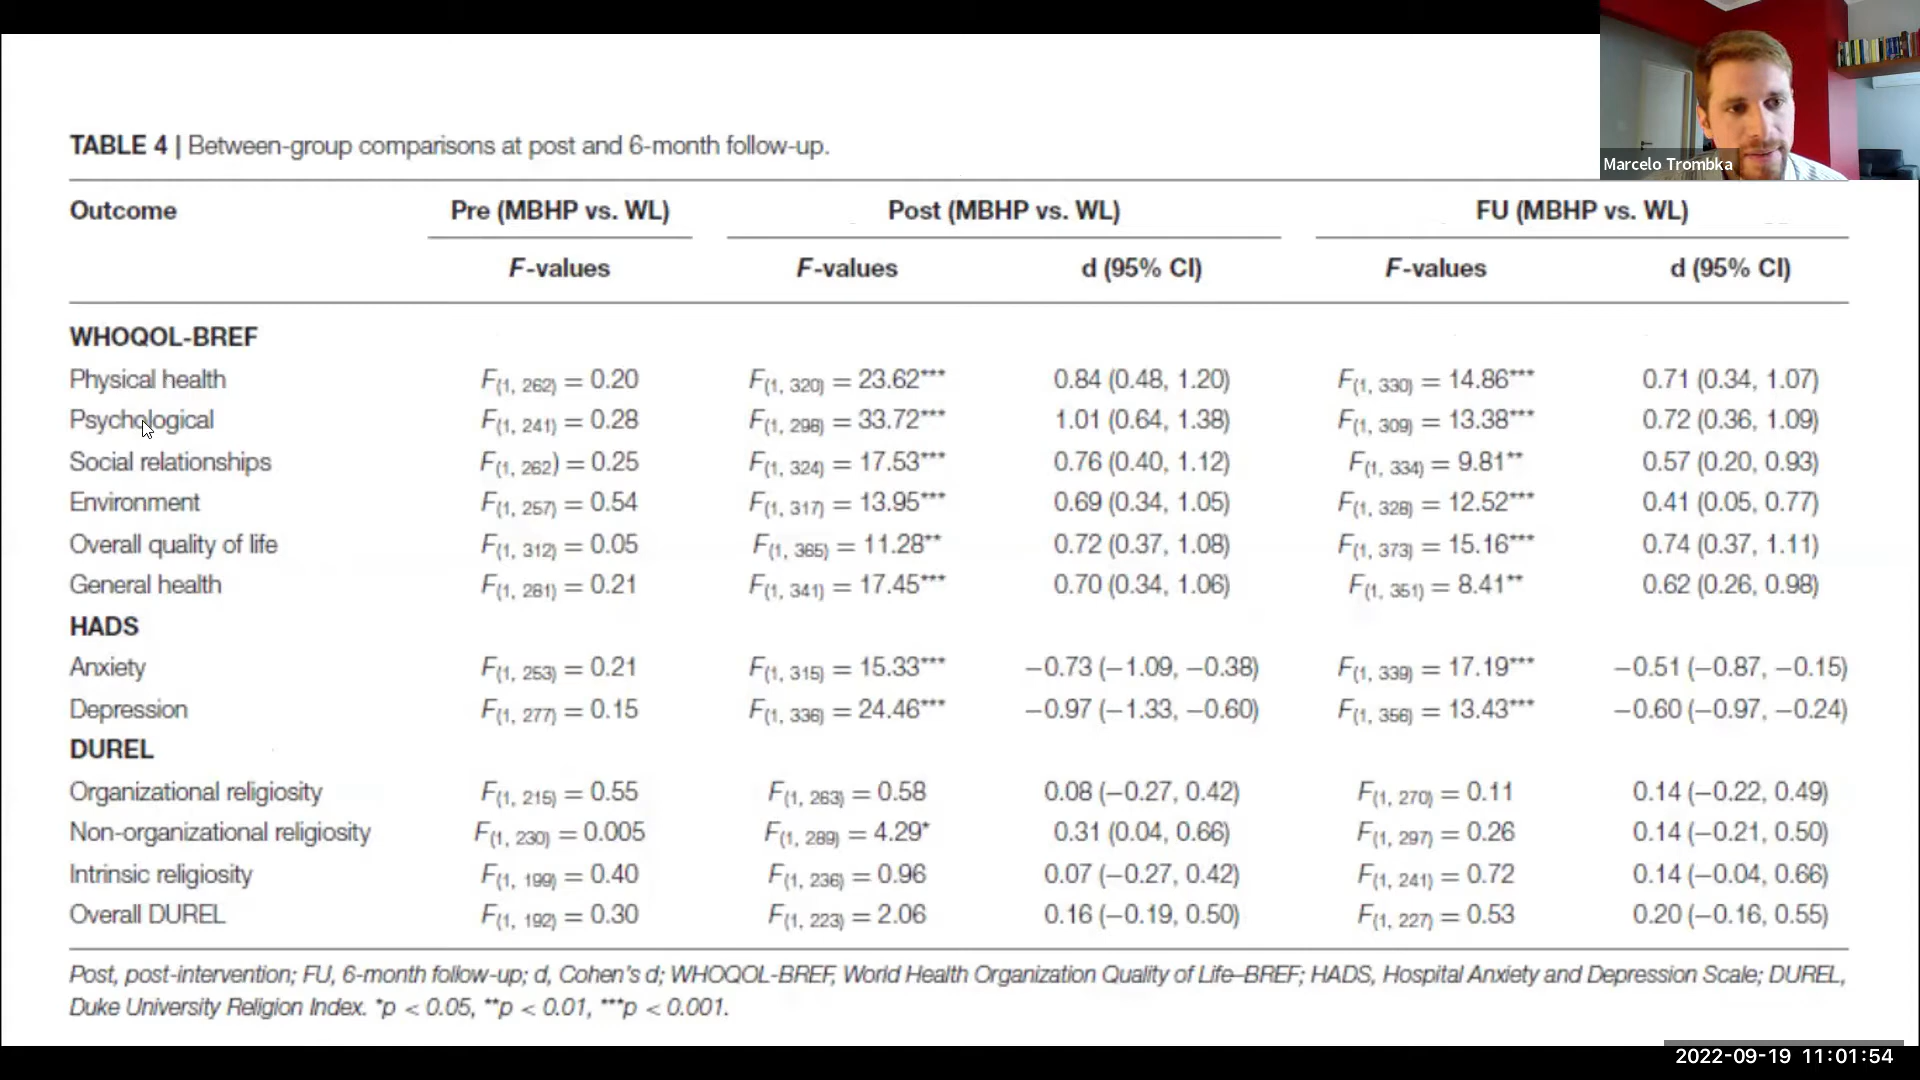 Marcelo Trombka
TABLE 4 | Between-group comparisons at post and 6-month follow-up.
Outcome Pre (MBHP vs. WL) Post (MBHP vs. WL) FU (MBHP vs. WL)
F-values F-values d (95% CI) F-values d (95% CI)
WHOQOL-BREF
Physical health F(1, 262) = 0.20 F(1, 320) = 23.62*** 0.84 (0.48, 1.20) F(1, 330) = 14.86*** 0.71 (0.34, 1.07)
Psychological F(1, 241) = 0.28 F(1, 298) = 33.72*** 1.01 (0.64, 1.38) F(1, 309) = 13.38*** 0.72 (0.36, 1.09)
Social relationships F(1, 262) = 0.25 F(1, 324) = 17.53*** 0.76 (0.40, 1.12) F(1, 334) = 9.81** 0.57 (0.20, 0.93)
Environment F(1, 257) = 0.54 F(1, 317) = 13.95*** 0.69 (0.34, 1.05) F(1, 328) = 12.52*** 0.41 (0.05, 0.77)
Overall quality of life F(1, 312) = 0.05 F(1, 365) = 11.28** 0.72 (0.37, 1.08) F(1, 373) = 15.16*** 0.74 (0.37, 1.11)
General health F(1, 281) = 0.21 F(1, 341) = 17.45*** 0.70 (0.34, 1.06) F(1, 351) = 8.41** 0.62 (0.26, 0.98)
HADS
Anxiety F(1, 253) = 0.21 F(1, 315) = 15.33*** −0.73 (−1.09, −0.38) F(1, 339) = 17.19*** −0.51 (−0.87, −0.15)
Depression F(1, 277) = 0.15 F(1, 336) = 24.46*** −0.97 (−1.33, −0.60) F(1, 356) = 13.43*** −0.60 (−0.97, −0.24)
DUREL
Organizational religiosity F(1, 215) = 0.55 F(1, 263) = 0.58 0.08 (−0.27, 0.42) F(1, 270) = 0.11 0.14 (−0.22, 0.49)
Non-organizational religiosity F(1, 230) = 0.005 F(1, 289) = 4.29* 0.31 (0.04, 0.66) F(1, 297) = 0.26 0.14 (−0.21, 0.50)
Intrinsic religiosity F(1, 199) = 0.40 F(1, 236) = 0.96 0.07 (−0.27, 0.42) F(1, 241) = 0.72 0.14 (−0.04, 0.66)
Overall DUREL F(1, 192) = 0.30 F(1, 223) = 2.06 0.16 (−0.19, 0.50) F(1, 227) = 0.53 0.20 (−0.16, 0.55)
Post, post-intervention; FU, 6-month follow-up; d, Cohen's d; WHOQOL-BREF, World Health Organization Quality of Life–BREF; HADS, Hospital Anxiety and Depression Scale; DUREL,
Duke University Religion Index. *p < 0.05, **p < 0.01, ***p < 0.001.
2022-09-19 11:01:54